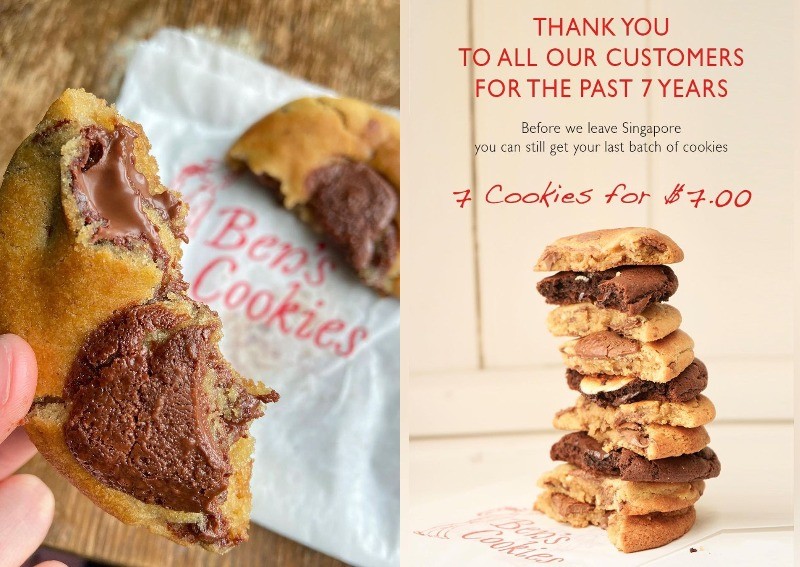 Ben's
Cookies
THANK YOU
TO ALL OUR CUSTOMERS
FOR THE PAST 7 YEARS
Before we leave Singapore
you can still get your last batch of cookies
7 Cookies for $7.00
Ben's
Cookies